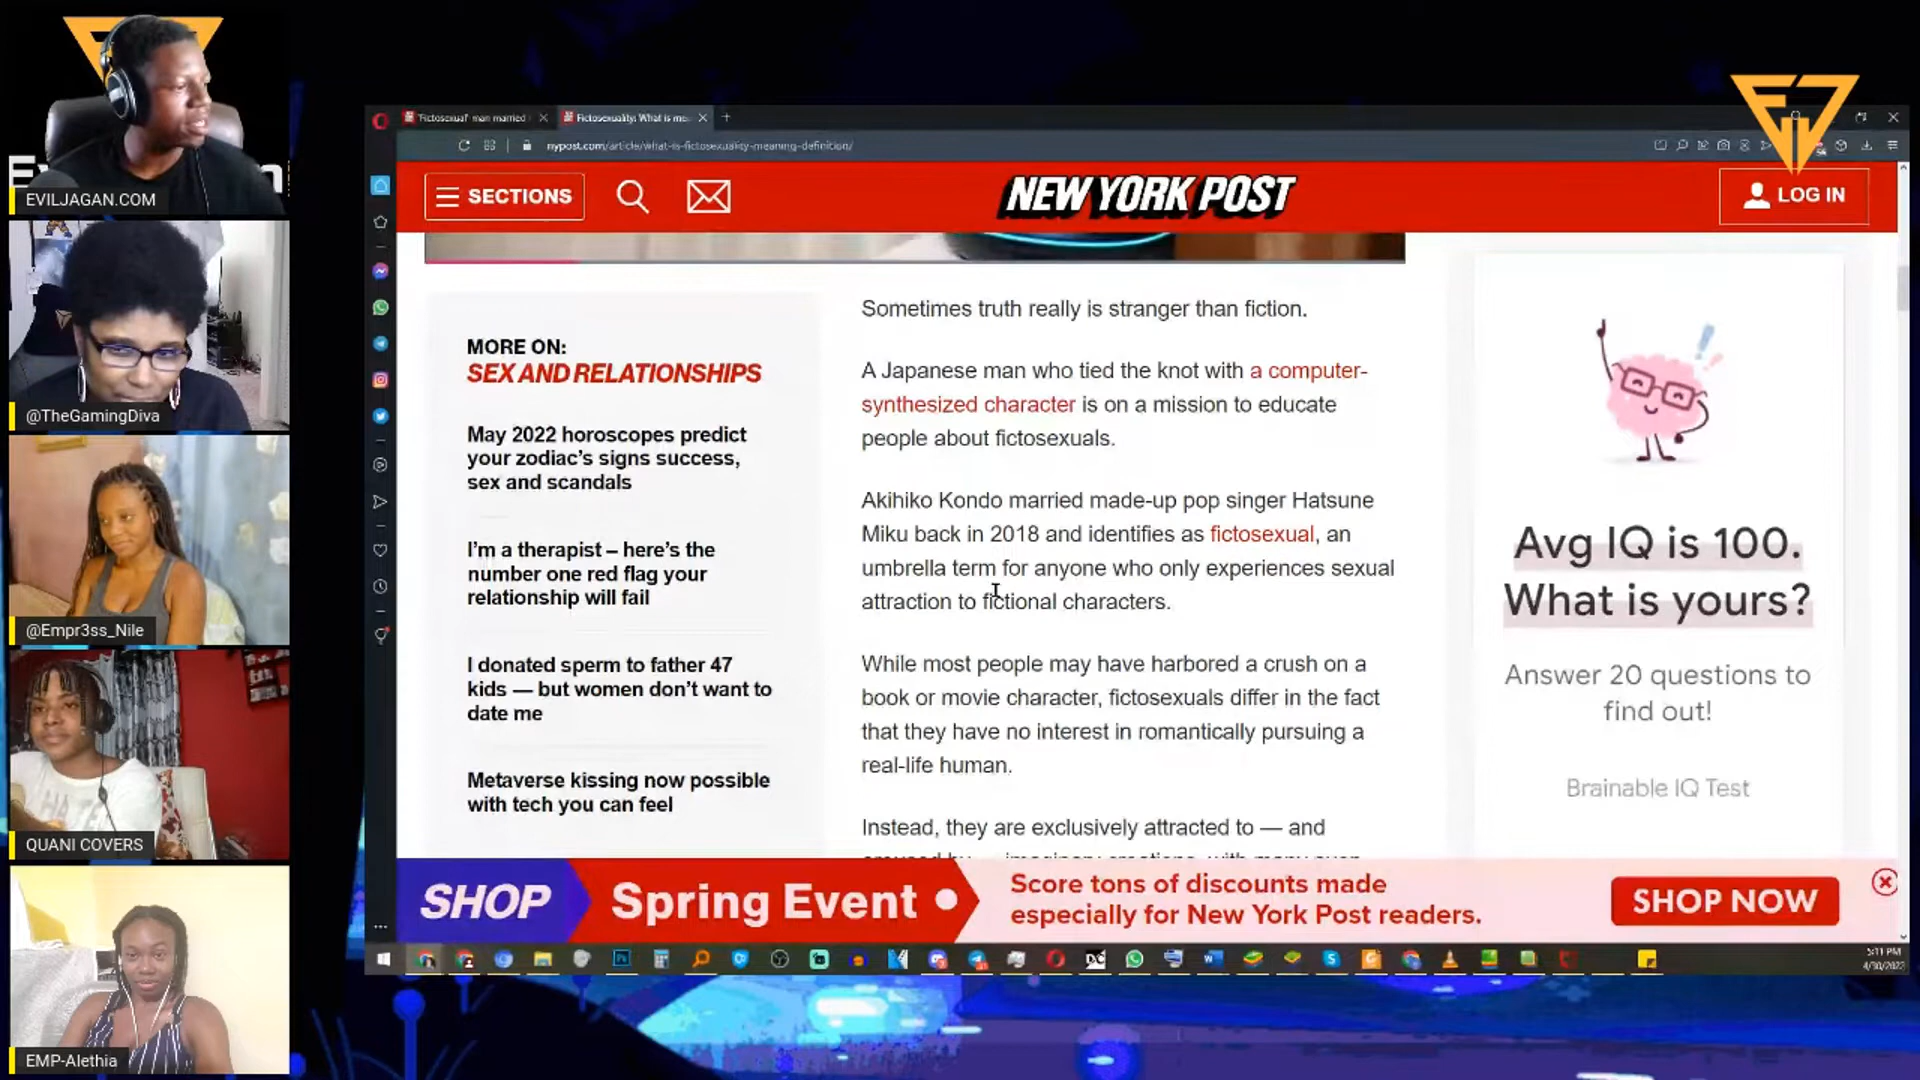 EVILJAGAN.COM
@TheGamingDiva
@Empr3ss_Nile
QUANI COVERS
EMP-Alethia
'Fictosexual' man married
Fictosexuality: What is me
nypost.com/article/what-is-fictosexuality-meaning-definition/
SECTIONS
NEW YORK POST
LOG IN
MORE ON:
SEX AND RELATIONSHIPS
May 2022 horoscopes predict
your zodiac's signs success,
sex and scandals
I'm a therapist – here's the
number one red flag your
relationship will fail
I donated sperm to father 47
kids — but women don't want to
date me
Metaverse kissing now possible
with tech you can feel
Sometimes truth really is stranger than fiction.
A Japanese man who tied the knot with a computer-
synthesized character is on a mission to educate
people about fictosexuals.
Akihiko Kondo married made-up pop singer Hatsune
Miku back in 2018 and identifies as fictosexual, an
umbrella term for anyone who only experiences sexual
attraction to fictional characters.
While most people may have harbored a crush on a
book or movie character, fictosexuals differ in the fact
that they have no interest in romantically pursuing a
real-life human.
Instead, they are exclusively attracted to — and
Avg IQ is 100.
What is yours?
Answer 20 questions to
find out!
Brainable IQ Test
SHOP
Spring Event
Score tons of discounts made
especially for New York Post readers.
SHOP NOW
5:11 PM